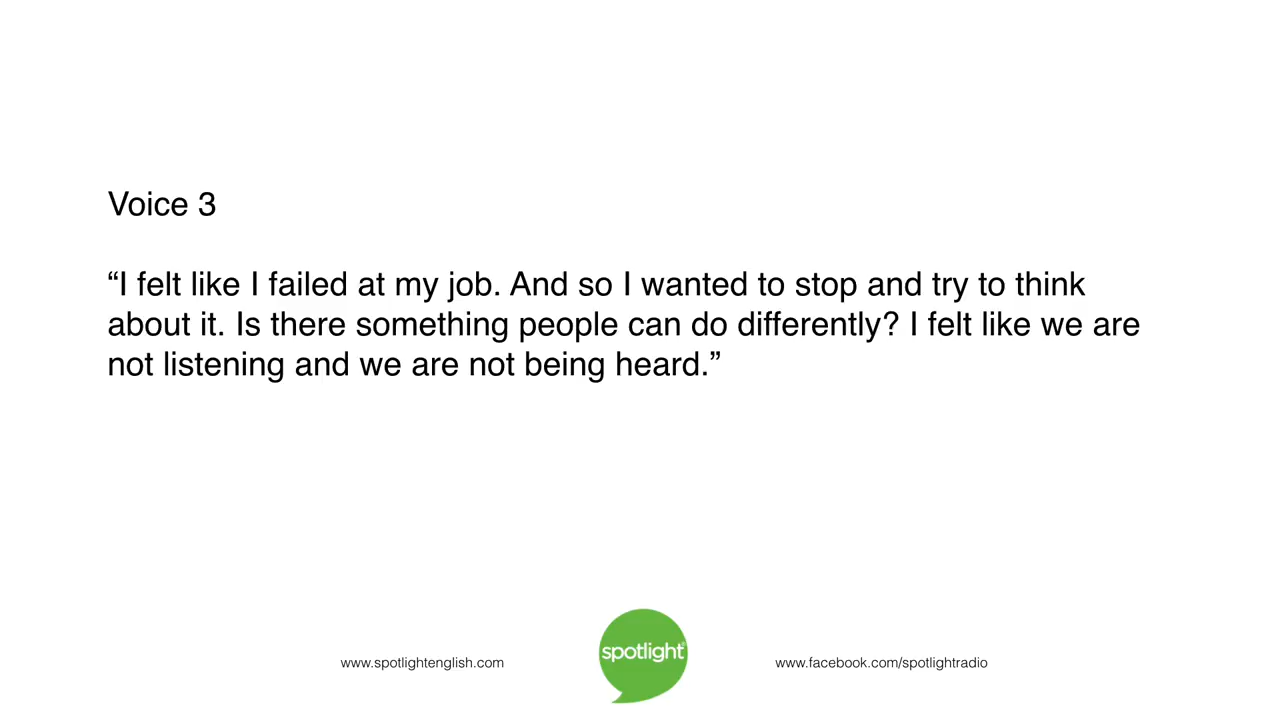 Voice 3
“I felt like I failed at my job. And so I wanted to stop and try to think
about it. Is there something people can do differently? I felt like we are
not listening and we are not being heard.”
www.spotlightenglish.com
spotlight®
www.facebook.com/spotlightradio